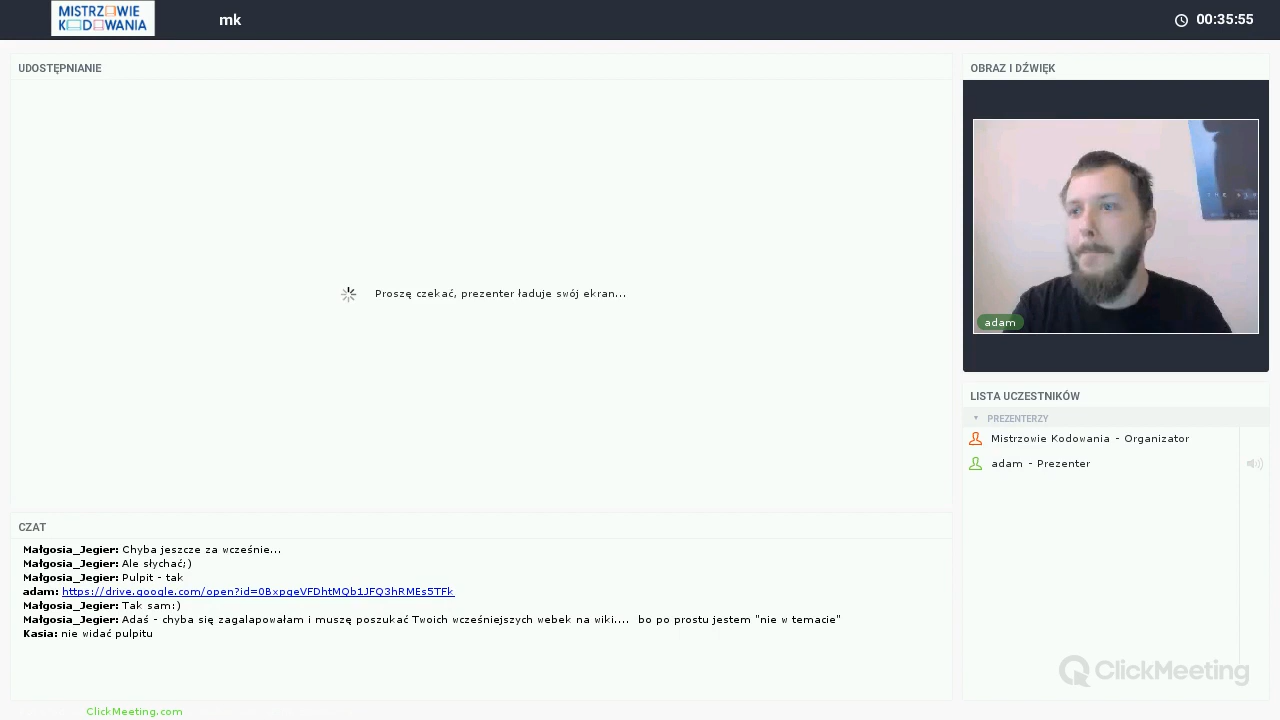 MISTRZOWIE
KODOWANIA
mk
00:35:55
UDOSTĘPNIANIE
Proszę czekać, prezenter ładuje swój ekran...
OBRAZ I DŹWIĘK
adam
LISTA UCZESTNIKÓW
PREZENTERZY
Mistrzowie Kodowania - Organizator
adam - Prezenter
CZAT
Małgosia_Jegier: Chyba jeszcze za wcześnie...
Małgosia_Jegier: Ale słychać;)
Małgosia_Jegier: Pulpit - tak
adam: https://drive.google.com/open?id=0BxpqeVFDhtMQb1JFQ3hRMEs5TFk
Małgosia_Jegier: Tak sam:)
Małgosia_Jegier: Adaś - chyba się zagalapowałam i muszę poszukać Twoich wcześniejszych webek na wiki.... bo po prostu jestem "nie w temacie"
Kasia: nie widać pulpitu
ClickMeeting
ClickMeeting.com